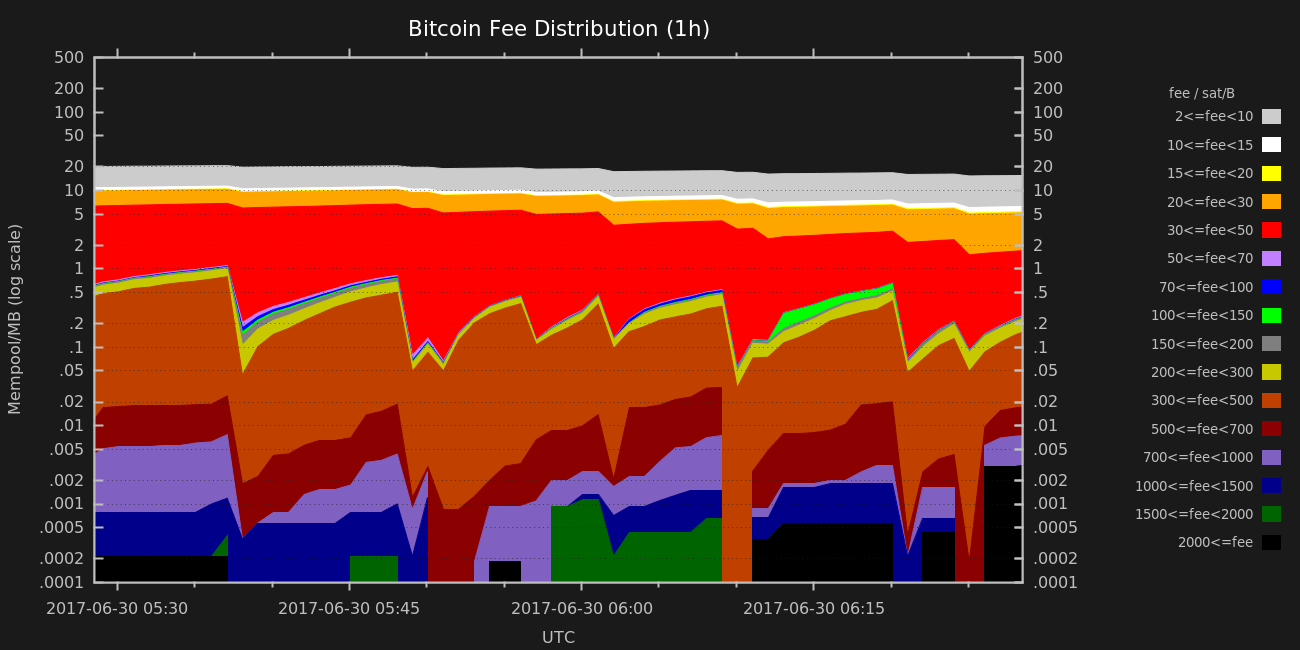 Bitcoin Fee Distribution (1h)
500 500
fee / sat/B
200 200
100 100
50 50
20 20
10 10
5 5
2 2
1 1
.5 .5
.2 .2
.1 .1
.05 .05
.02 .02
.01 .01
.005 .005
.002 .002
.001 .001
.0005 .0005
.0002 .0002
.0001 .0001
Mempool/MB (log scale)
2<=fee<10
10<=fee<15
15<=fee<20
20<=fee<30
30<=fee<50
50<=fee<70
70<=fee<100
100<=fee<150
150<=fee<200
200<=fee<300
300<=fee<500
500<=fee<700
700<=fee<1000
1000<=fee<1500
1500<=fee<2000
2000<=fee
2017-06-30 05:30 2017-06-30 05:45 2017-06-30 06:00 2017-06-30 06:15
UTC